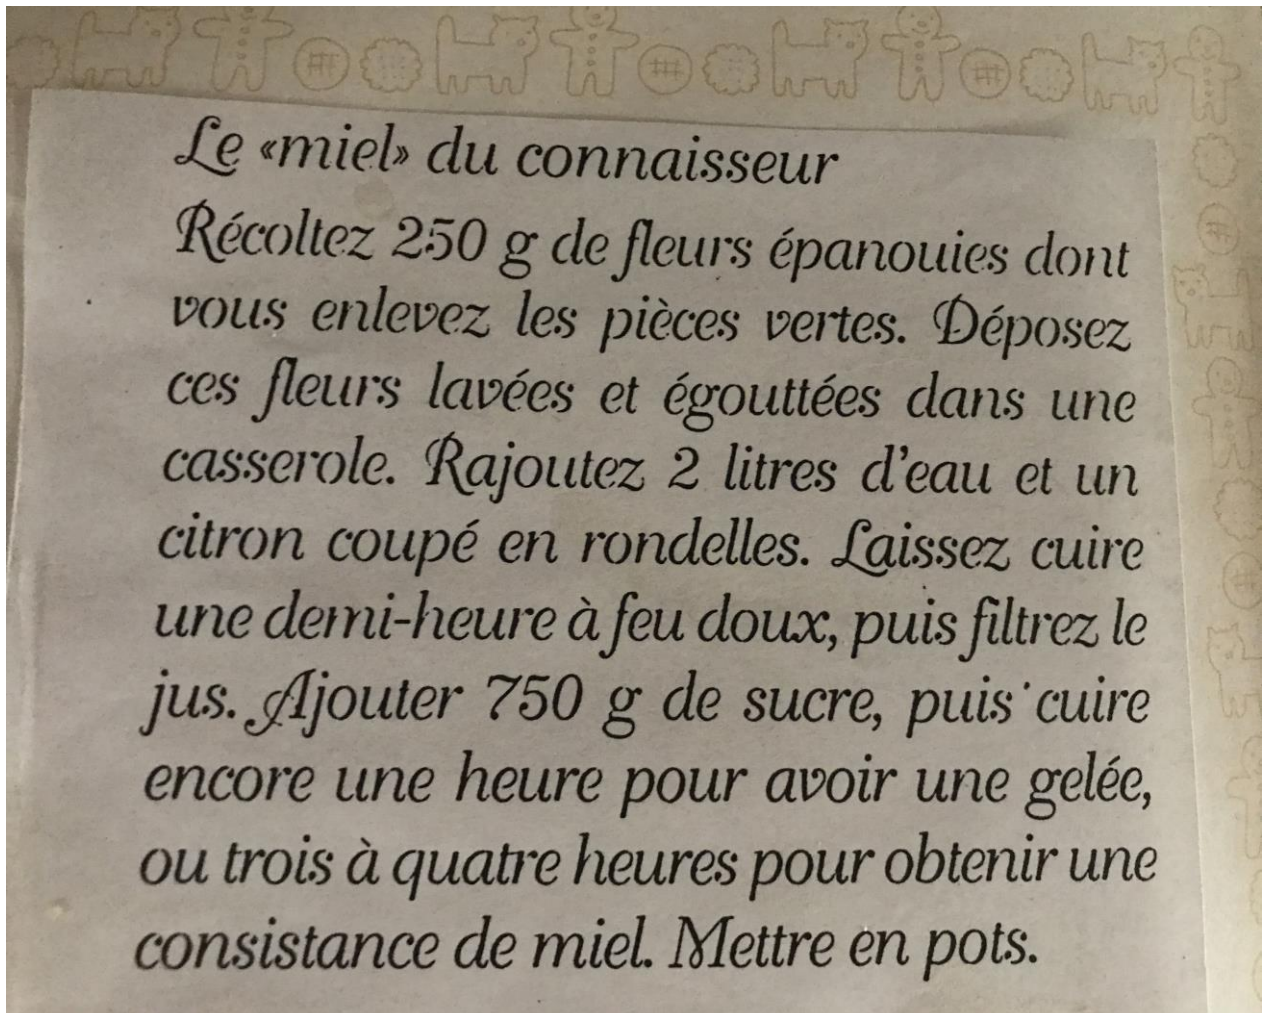 Le «miel» du connaisseur
Récoltez 250 g de fleurs épanouies dont
vous enlevez les pièces vertes. Déposez
ces fleurs lavées et égouttées dans une
casserole. Rajoutez 2 litres d'eau et un
citron coupé en rondelles. Laissez cuire
une demi-heure à feu doux, puis filtrez le
jus. Ajouter 750 g de sucre, puis cuire
encore une heure pour avoir une gelée,
ou trois à quatre heures pour obtenir une
consistance de miel. Mettre en pots.